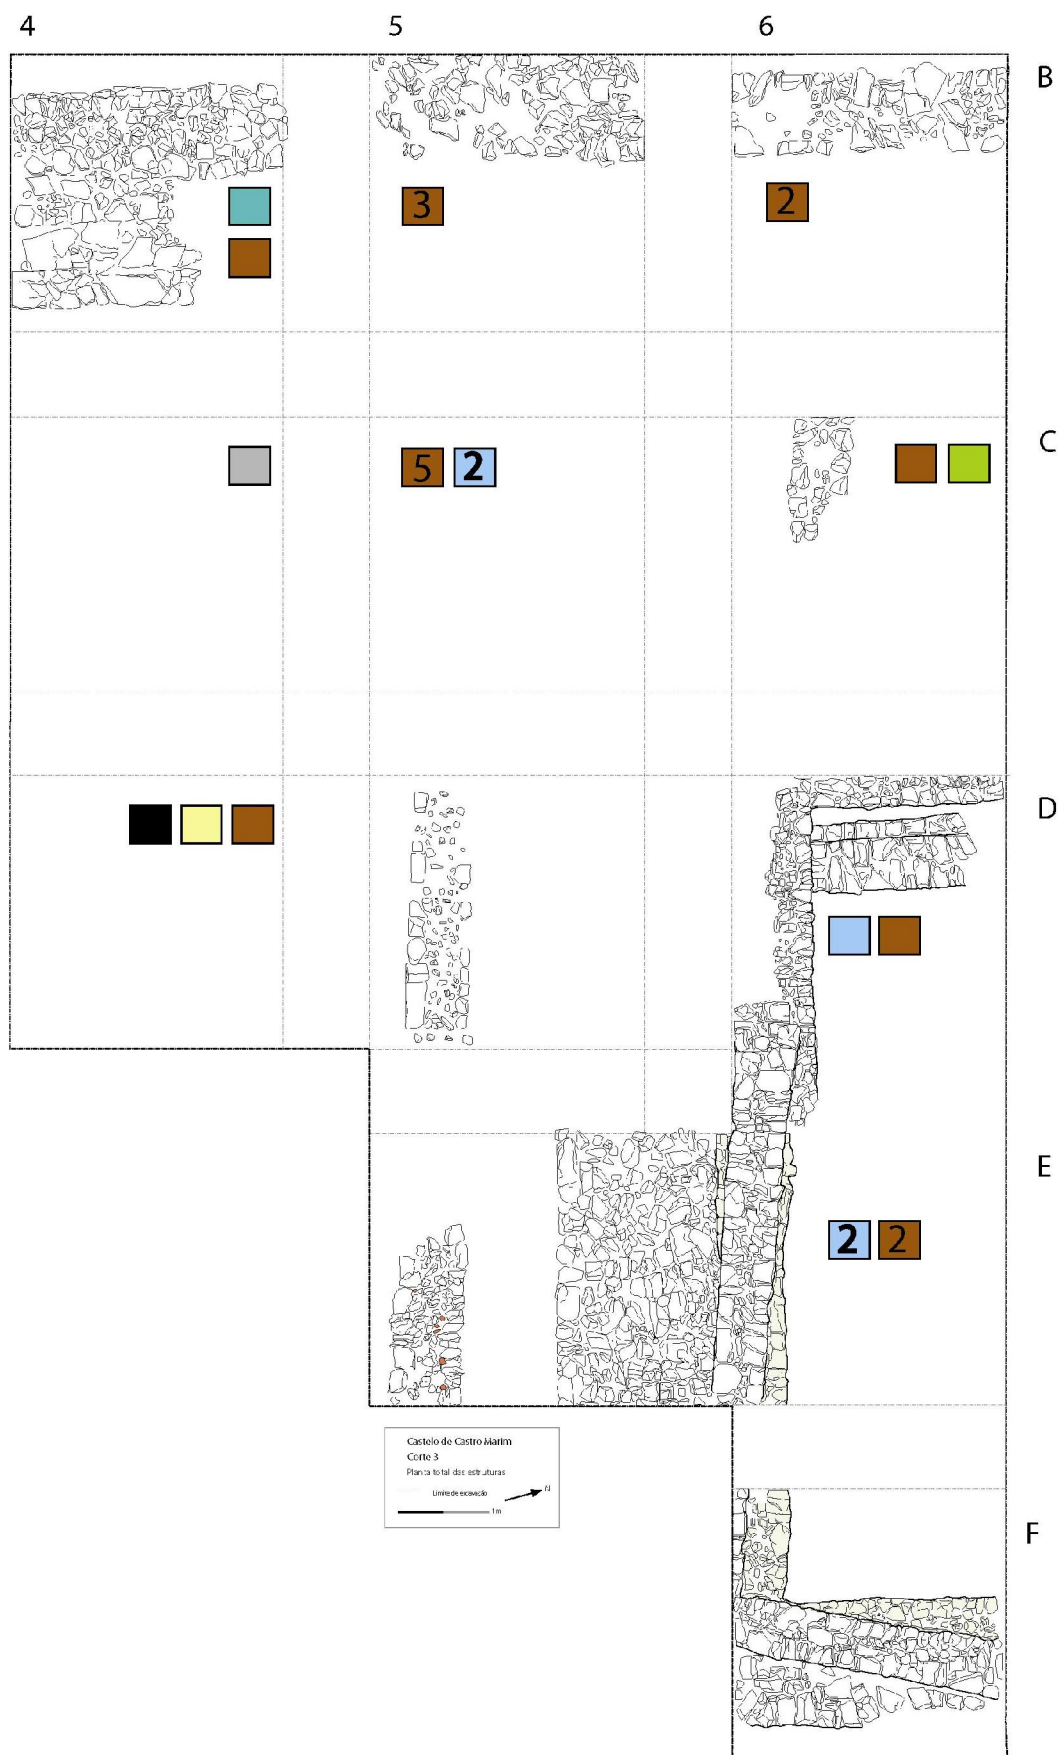 4 5 6
B
3 2
C
5 2
D
E
2 2
Castelo de Castro Marim
Corte 3
Planta total das estruturas
Limite de escavação
N
1m
F